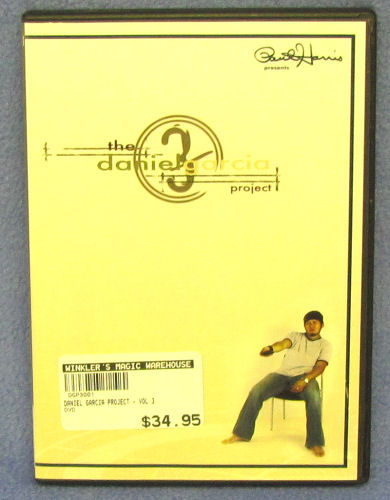 Paul Harris
presents
the
3
daniel garcia
project
WINKLER'S MAGIC WAREHOUSE
DGP3001
DANIEL GARCIA PROJECT - VOL 3
DVD
$34.95